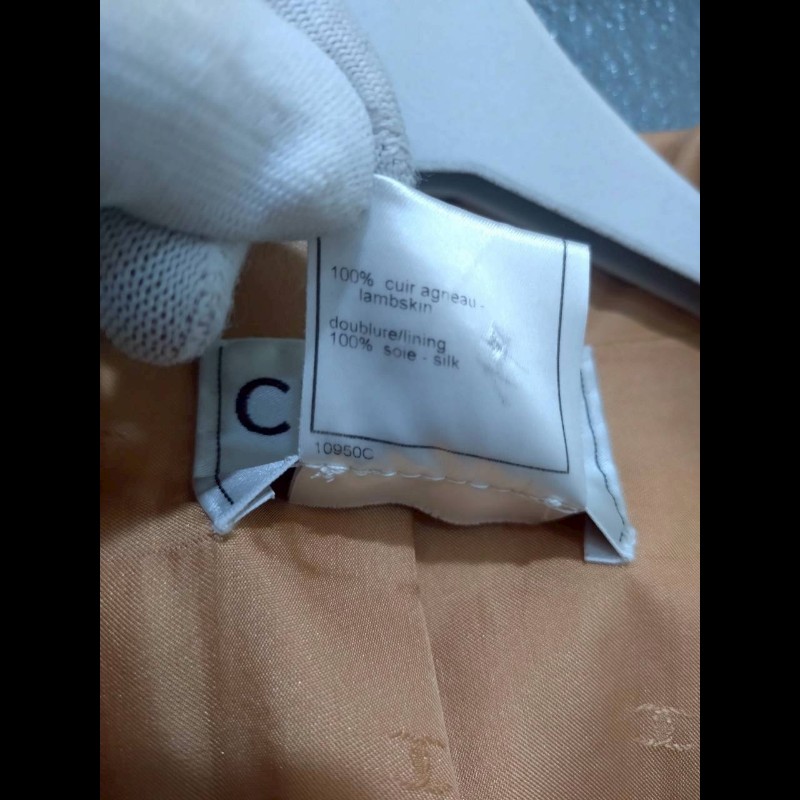 100% cuir agneau -
lambskin
doublure/lining
100% soie - silk
C
10950C